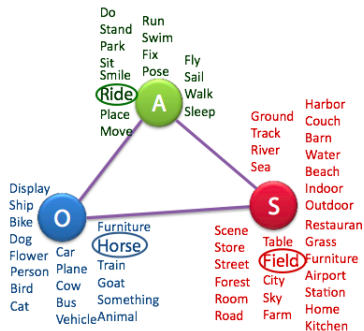 Do
Stand
Park
Sit
Smile
Ride
Place
Move
Run
Swim
Fix
Pose
Fly
Sail
Walk
Sleep
A
Ground
Track
River
Sea
Harbor
Couch
Barn
Water
Beach
Indoor
Outdoor
Restauran
Grass
Furniture
Airport
Station
Home
Kitchen
S
Scene
Store
Street
Forest
Room
Road
Table
Field
City
Sky
Farm
Display
Ship
Bike
Dog
Flower
Person
Bird
Cat
O
Car
Plane
Cow
Bus
Vehicle
Furniture
Horse
Train
Goat
Something
Animal